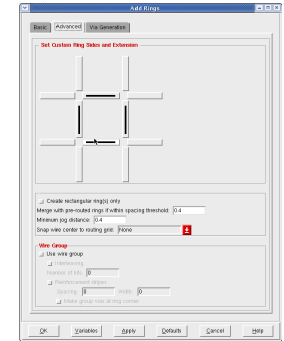 Add Rings
Basic Advanced Via Generation
Set Custom Ring Sides and Extension
Create rectangular ring(s) only
Merge with pre-routed rings if within spacing threshold: 0.4
Minimum jog distance: 0.4
Snap wire center to routing grid: None
Wire Group
Use wire group
Interleaving
Number of bits: 0
Reinforcement stripes
Spacing: 0 Width: 0
Make group vias at ring corner
OK Variables Apply Defaults Cancel Help